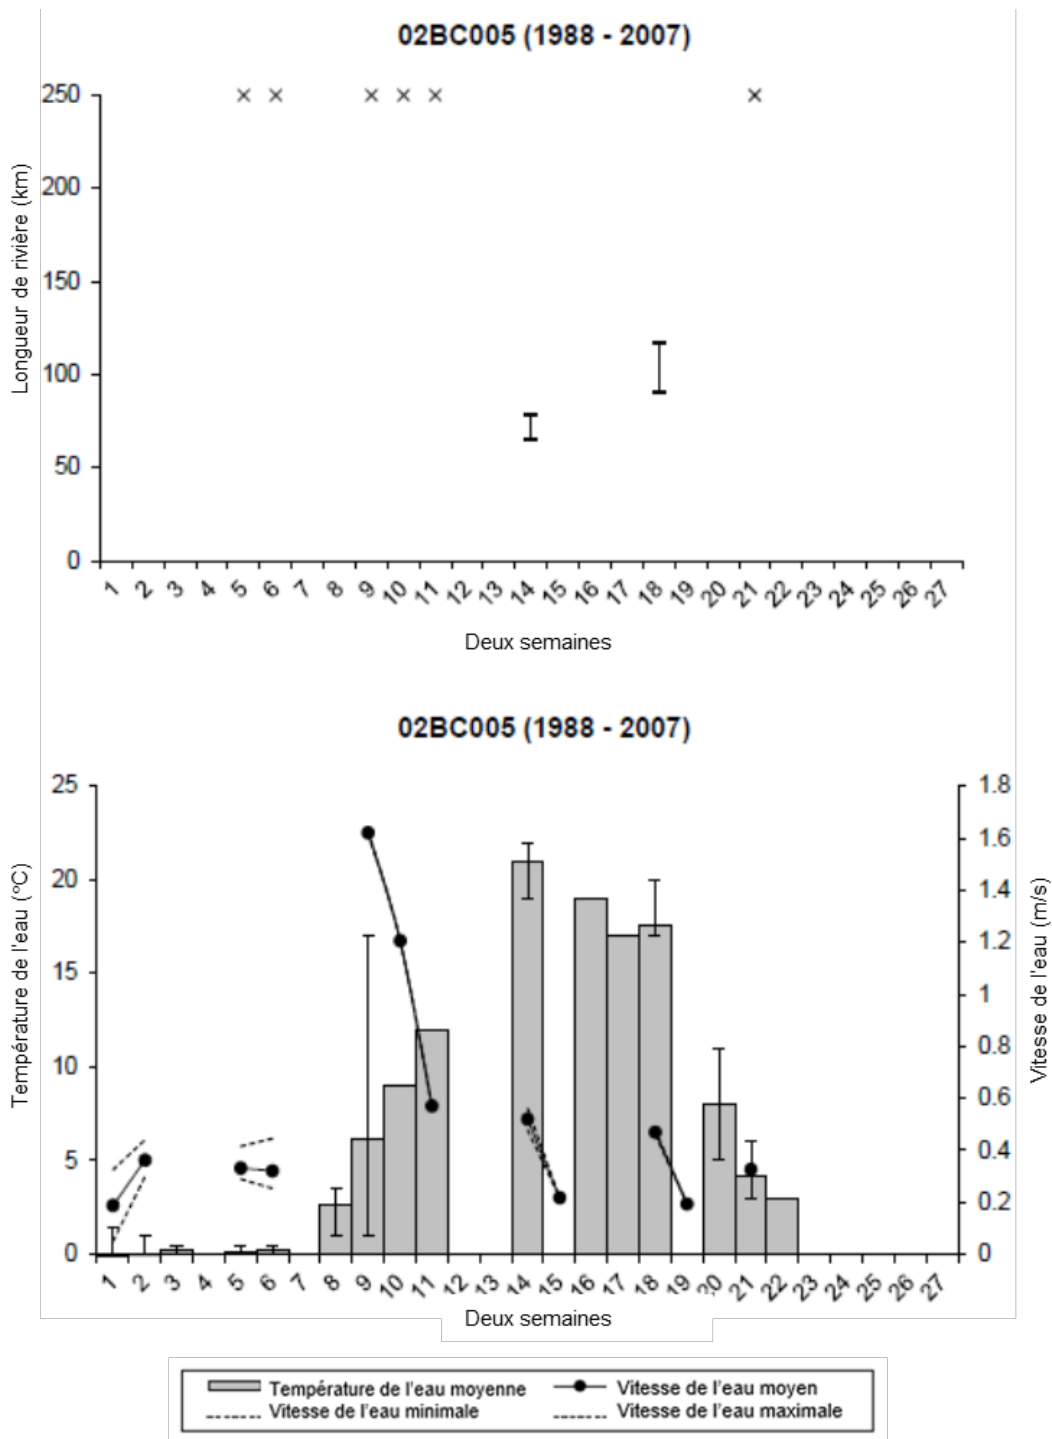 02BC005 (1988 - 2007)
Longueur de rivière (km)
250
200
150
100
50
0
1 2 3 4 5 6 7 8 9 10 11 12 13 14 15 16 17 18 19 20 21 22 23 24 25 26 27
Deux semaines
02BC005 (1988 - 2007)
Température de l'eau (°C)
25
20
15
10
5
0
Vitesse de l'eau (m/s)
1.8
1.6
1.4
1.2
1
0.8
0.6
0.4
0.2
0
1 2 3 4 5 6 7 8 9 10 11 12 13 14 15 16 17 18 19 20 21 22 23 24 25 26 27
Deux semaines
Température de l'eau moyenne
Vitesse de l'eau moyen
Vitesse de l'eau minimale
Vitesse de l'eau maximale